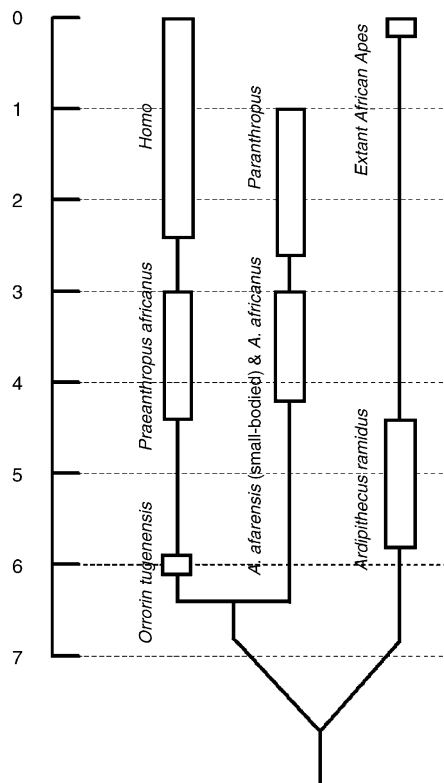 0
1
2
3
4
5
6
7
Homo
Praeanthropus africanus
Orrorin tugenensis
Paranthropus
A. afarensis (small-bodied) & A. africanus
Extant African Apes
Ardipithecus ramidus